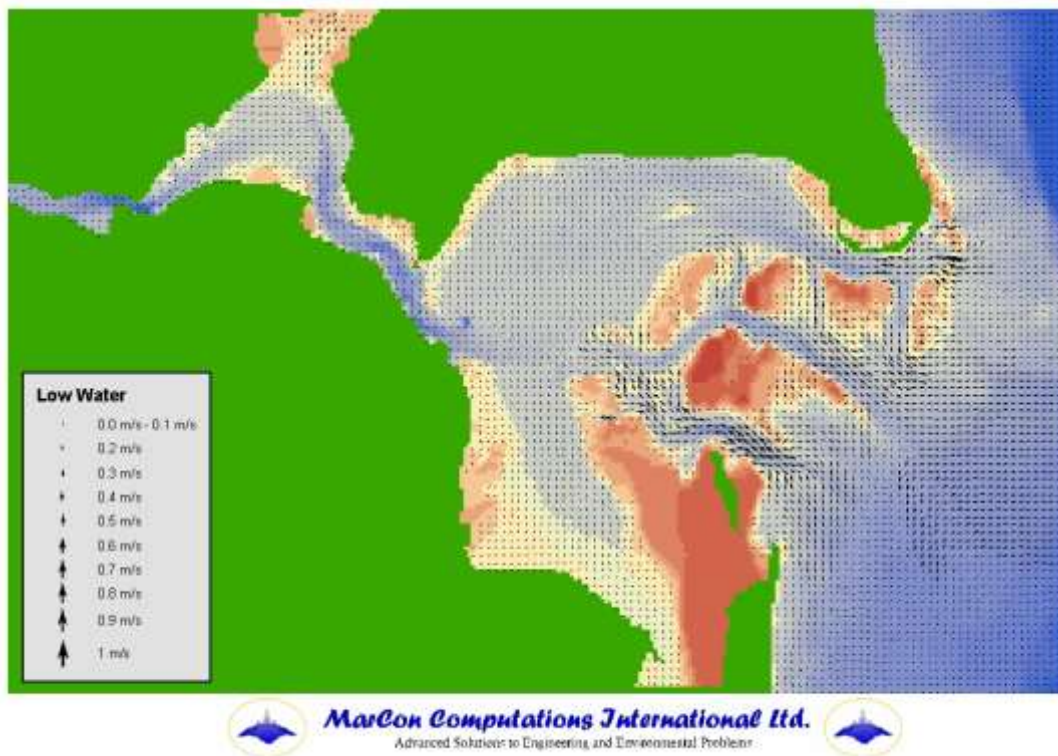 Low Water
0.0 m/s - 0.1 m/s
0.2 m/s
0.3 m/s
0.4 m/s
0.5 m/s
0.6 m/s
0.7 m/s
0.8 m/s
0.9 m/s
1 m/s
MarCon Computations International Ltd.
Advanced Solutions to Engineering and Environmental Problems